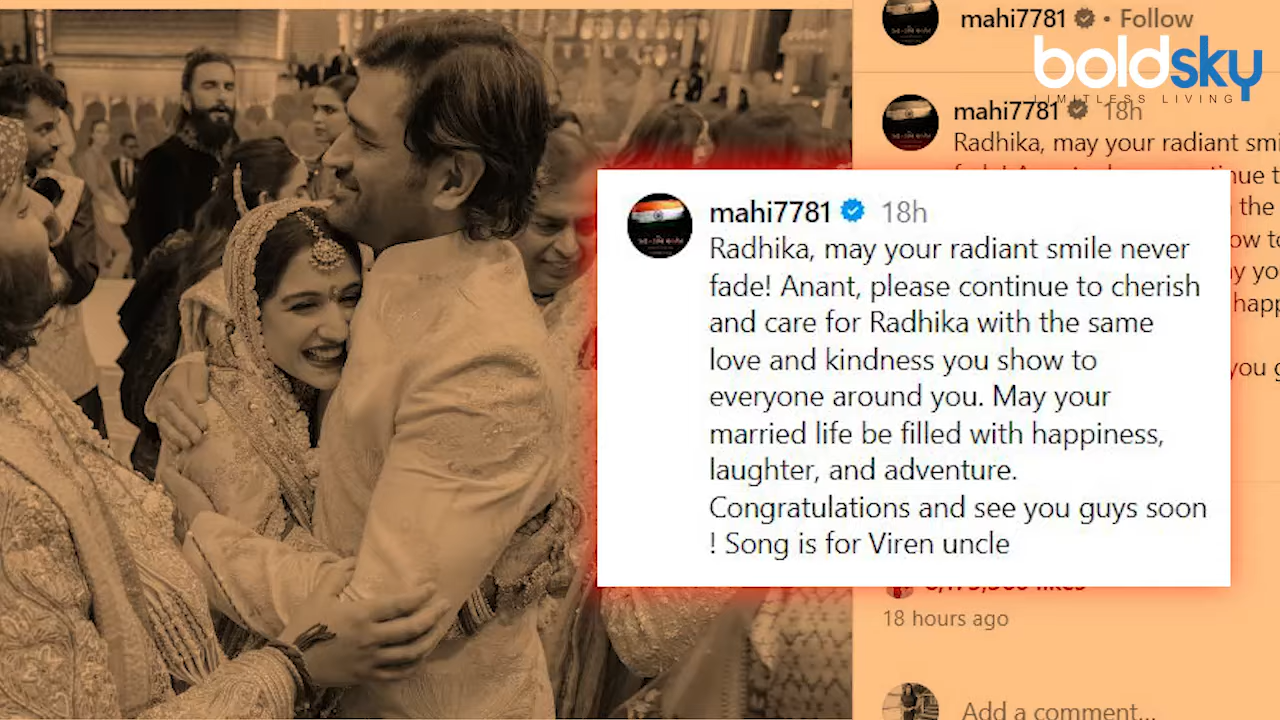 mahi7781 • Follow
boldsky
LIMITLESS LIVING
mahi7781 18h
Radhika, may your radiant
mahi7781 18h
Radhika, may your radiant smile never
fade! Anant, please continue to cherish
and care for Radhika with the same
love and kindness you show to
everyone around you. May your
married life be filled with happiness,
laughter, and adventure.
Congratulations and see you guys soon
! Song is for Viren uncle
likes
18 hours ago
Add a comment...